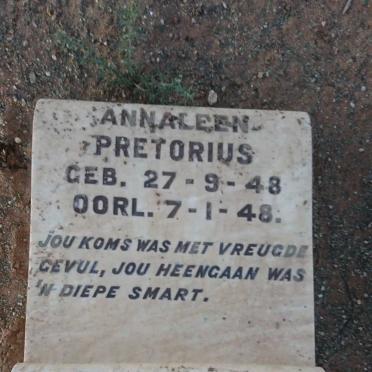 ANNALEEN
PRETORIUS
GEB. 27-9-48
OORL. 7-1-48.
JOU KOMS WAS MET VREUGDE
GEVUL, JOU HEENGAAN WAS
'N DIEPE SMART.